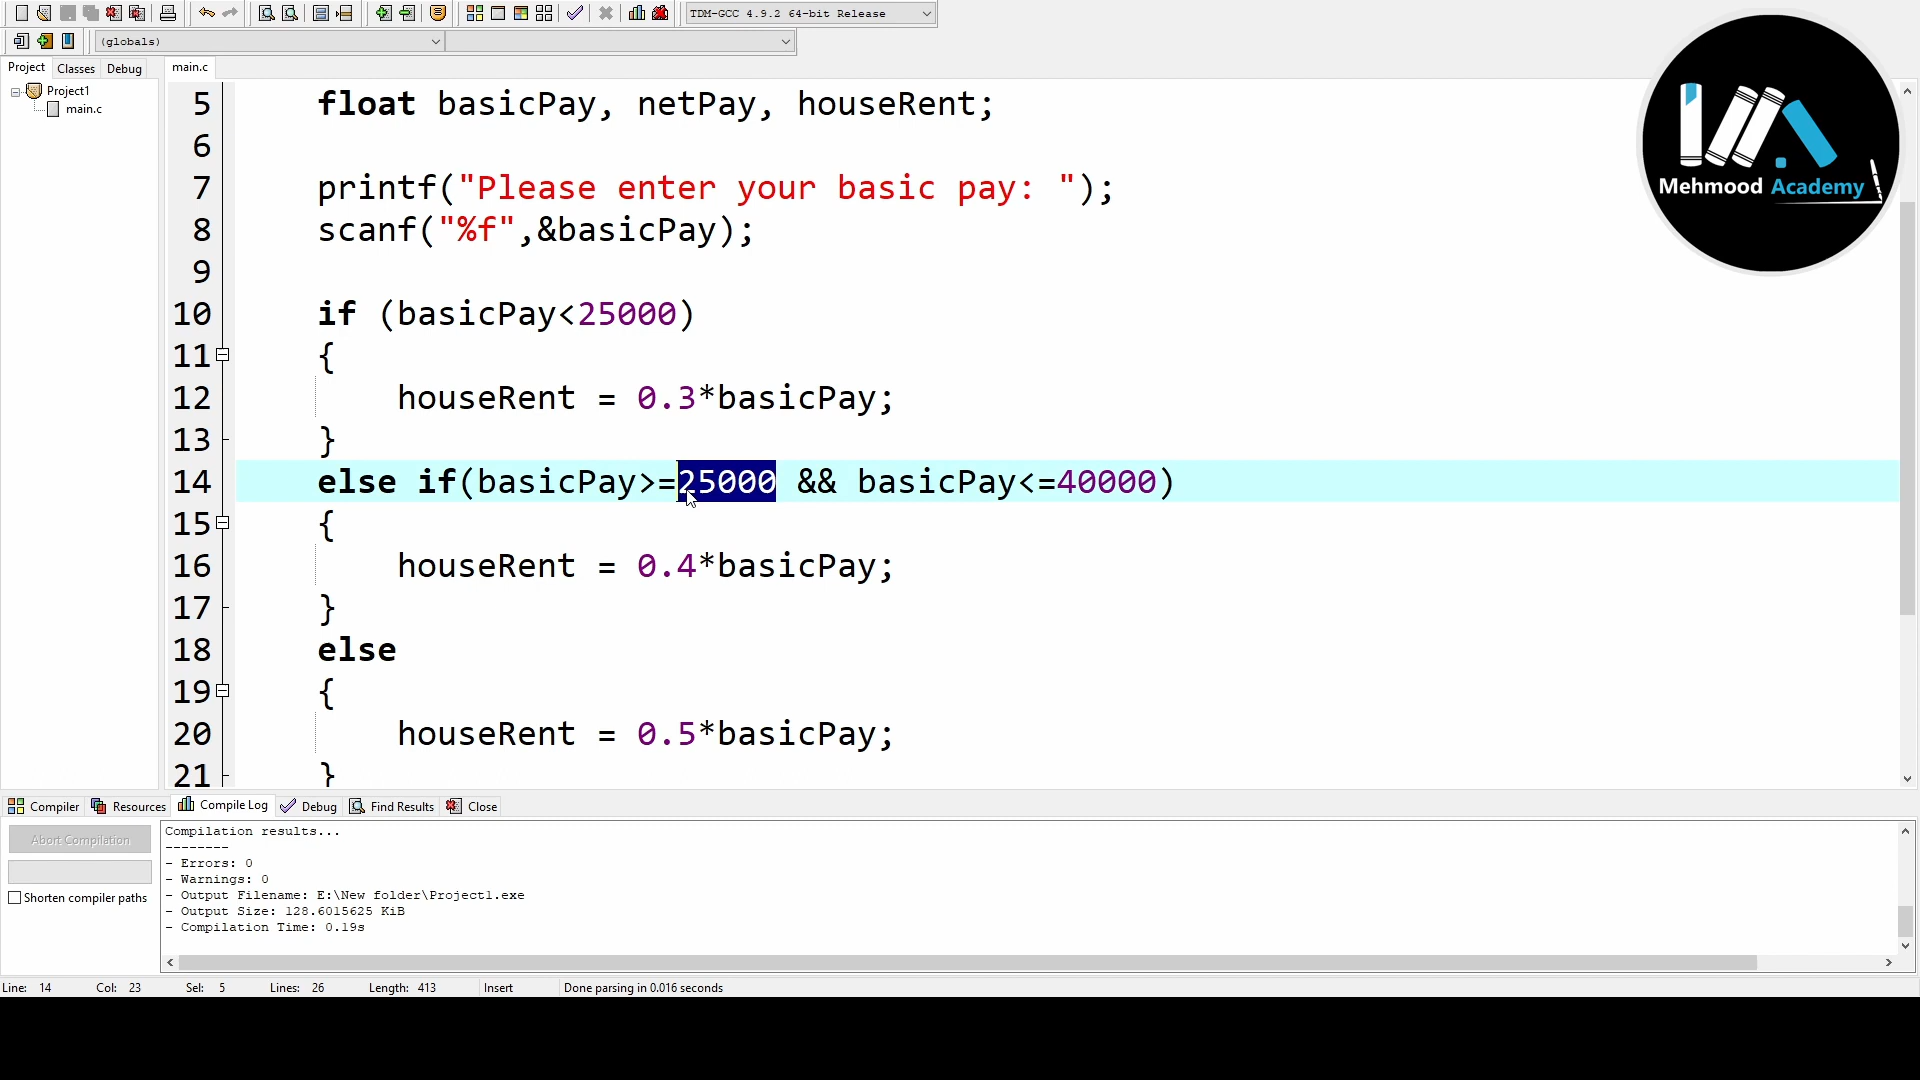 TDM-GCC 4.9.2 64-bit Release
(globals)
Project Classes Debug main.c
Project1
main.c
5 float basicPay, netPay, houseRent;
6
7 printf("Please enter your basic pay: ");
8 scanf("%f",&basicPay);
9
10 if (basicPay<25000)
11 {
12 houseRent = 0.3*basicPay;
13 }
14 else if(basicPay>=25000 && basicPay<=40000)
15 {
16 houseRent = 0.4*basicPay;
17 }
18 else
19 {
20 houseRent = 0.5*basicPay;
21 }
Mehmood Academy
Compiler Resources Compile Log Debug Find Results Close
Abort Compilation
Shorten compiler paths
Compilation results...
--------
- Errors: 0
- Warnings: 0
- Output Filename: E:\New folder\Project1.exe
- Output Size: 128.6015625 KiB
- Compilation Time: 0.19s
Line: 14 Col: 23 Sel: 5 Lines: 26 Length: 413 Insert Done parsing in 0.016 seconds